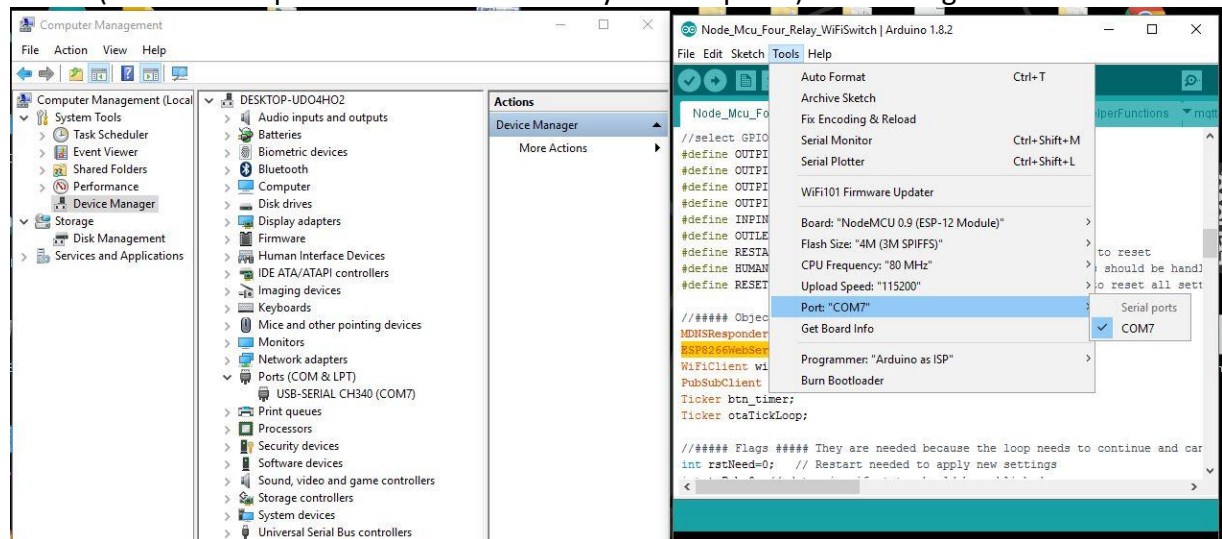 Computer Management
File Action View Help
Computer Management (Local
System Tools
Task Scheduler
Event Viewer
Shared Folders
Performance
Device Manager
Storage
Disk Management
Services and Applications
DESKTOP-UDO4HO2
Audio inputs and outputs
Batteries
Biometric devices
Bluetooth
Computer
Disk drives
Display adapters
Firmware
Human Interface Devices
IDE ATA/ATAPI controllers
Imaging devices
Keyboards
Mice and other pointing devices
Monitors
Network adapters
Ports (COM & LPT)
USB-SERIAL CH340 (COM7)
Print queues
Processors
Security devices
Software devices
Sound, video and game controllers
Storage controllers
System devices
Universal Serial Bus controllers
Actions
Device Manager
More Actions
Node_Mcu_Four_Relay_WiFiSwitch | Arduino 1.8.2
File Edit Sketch Tools Help
Node_Mcu_Fo
elperFunctions mqtt
Auto Format Ctrl+T
Archive Sketch
Fix Encoding & Reload
Serial Monitor Ctrl+Shift+M
Serial Plotter Ctrl+Shift+L
WiFi101 Firmware Updater
Board: "NodeMCU 0.9 (ESP-12 Module)"
Flash Size: "4M (3M SPIFFS)"
CPU Frequency: "80 MHz"
Upload Speed: "115200"
Port: "COM7"
Get Board Info
Programmer: "Arduino as ISP"
Burn Bootloader
Serial ports
COM7
//select GPIO
#define OUTPI
#define OUTPI
#define OUTPI
#define OUTPI
#define INPIN
#define OUTLE
#define RESTA to reset
#define HUMAN should be handl
#define RESET o reset all sett
//##### Objec
MDNSResponder
ESP8266WebSer
WiFiClient wi
PubSubClient
Ticker btn_timer;
Ticker otaTickLoop;
//##### Flags ##### They are needed because the loop needs to continue and car
int rstNeed=0; // Restart needed to apply new settings